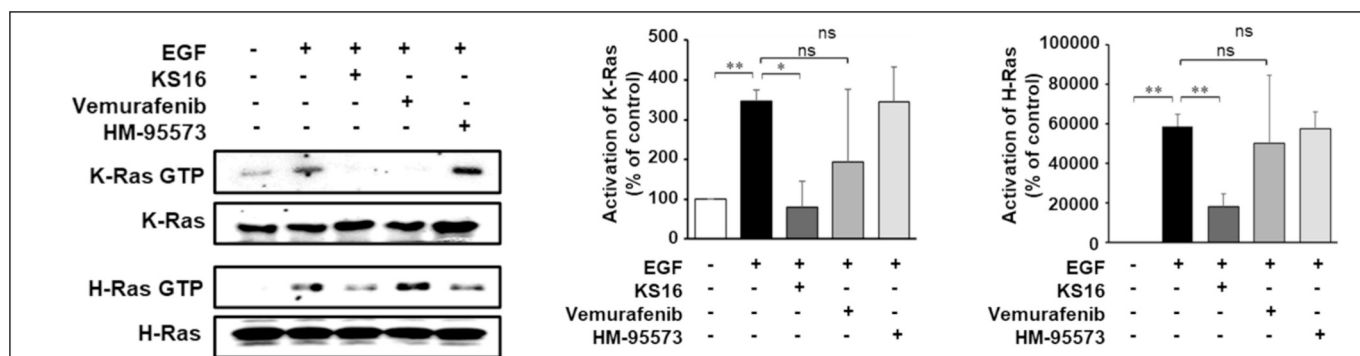 EGF - + + + +
KS16 - - + - -
Vemurafenib - - - + -
HM-95573 - - - - +
K-Ras GTP
K-Ras
H-Ras GTP
H-Ras
Activation of K-Ras
(% of control)
500
400
300
200
100
0
**
*
ns
ns
EGF - + + + +
KS16 - - + - -
Vemurafenib - - - + -
HM-95573 - - - - +
Activation of H-Ras
(% of control)
100000
80000
60000
40000
20000
0
**
**
ns
ns
EGF - + + + +
KS16 - - + - -
Vemurafenib - - - + -
HM-95573 - - - - +